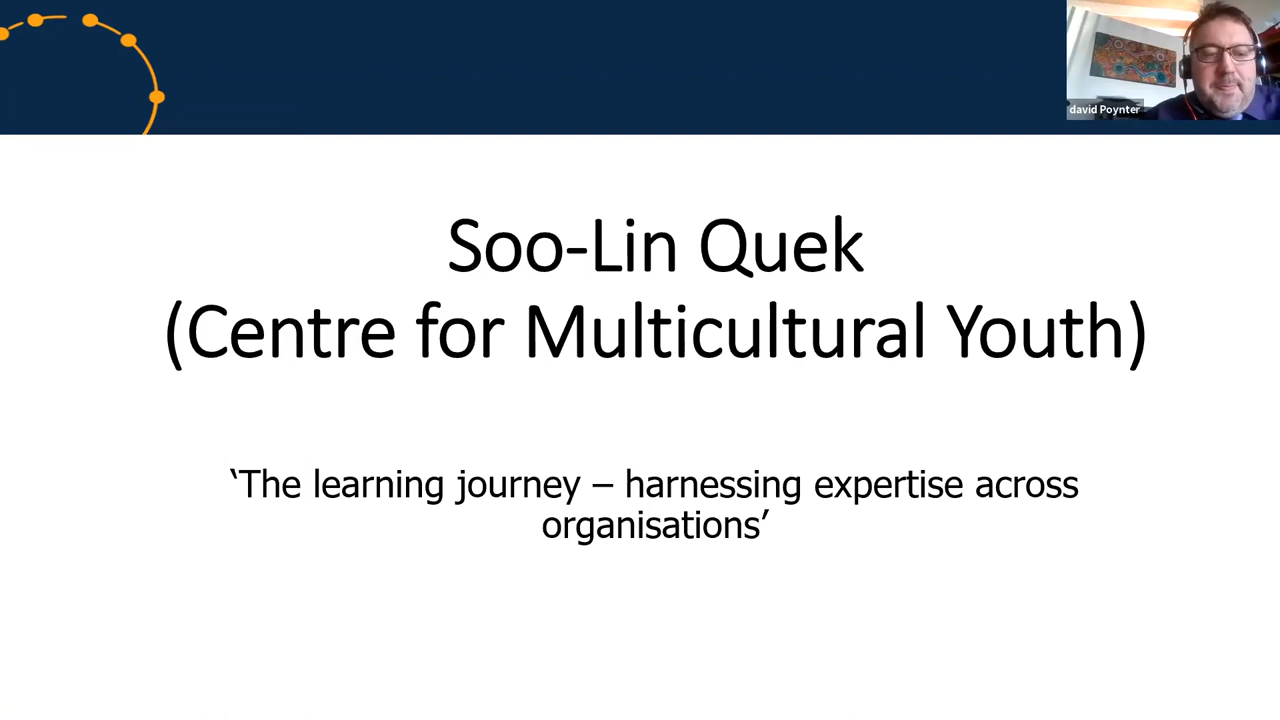 david Poynter
Soo-Lin Quek
(Centre for Multicultural Youth)
‘The learning journey – harnessing expertise across
organisations’